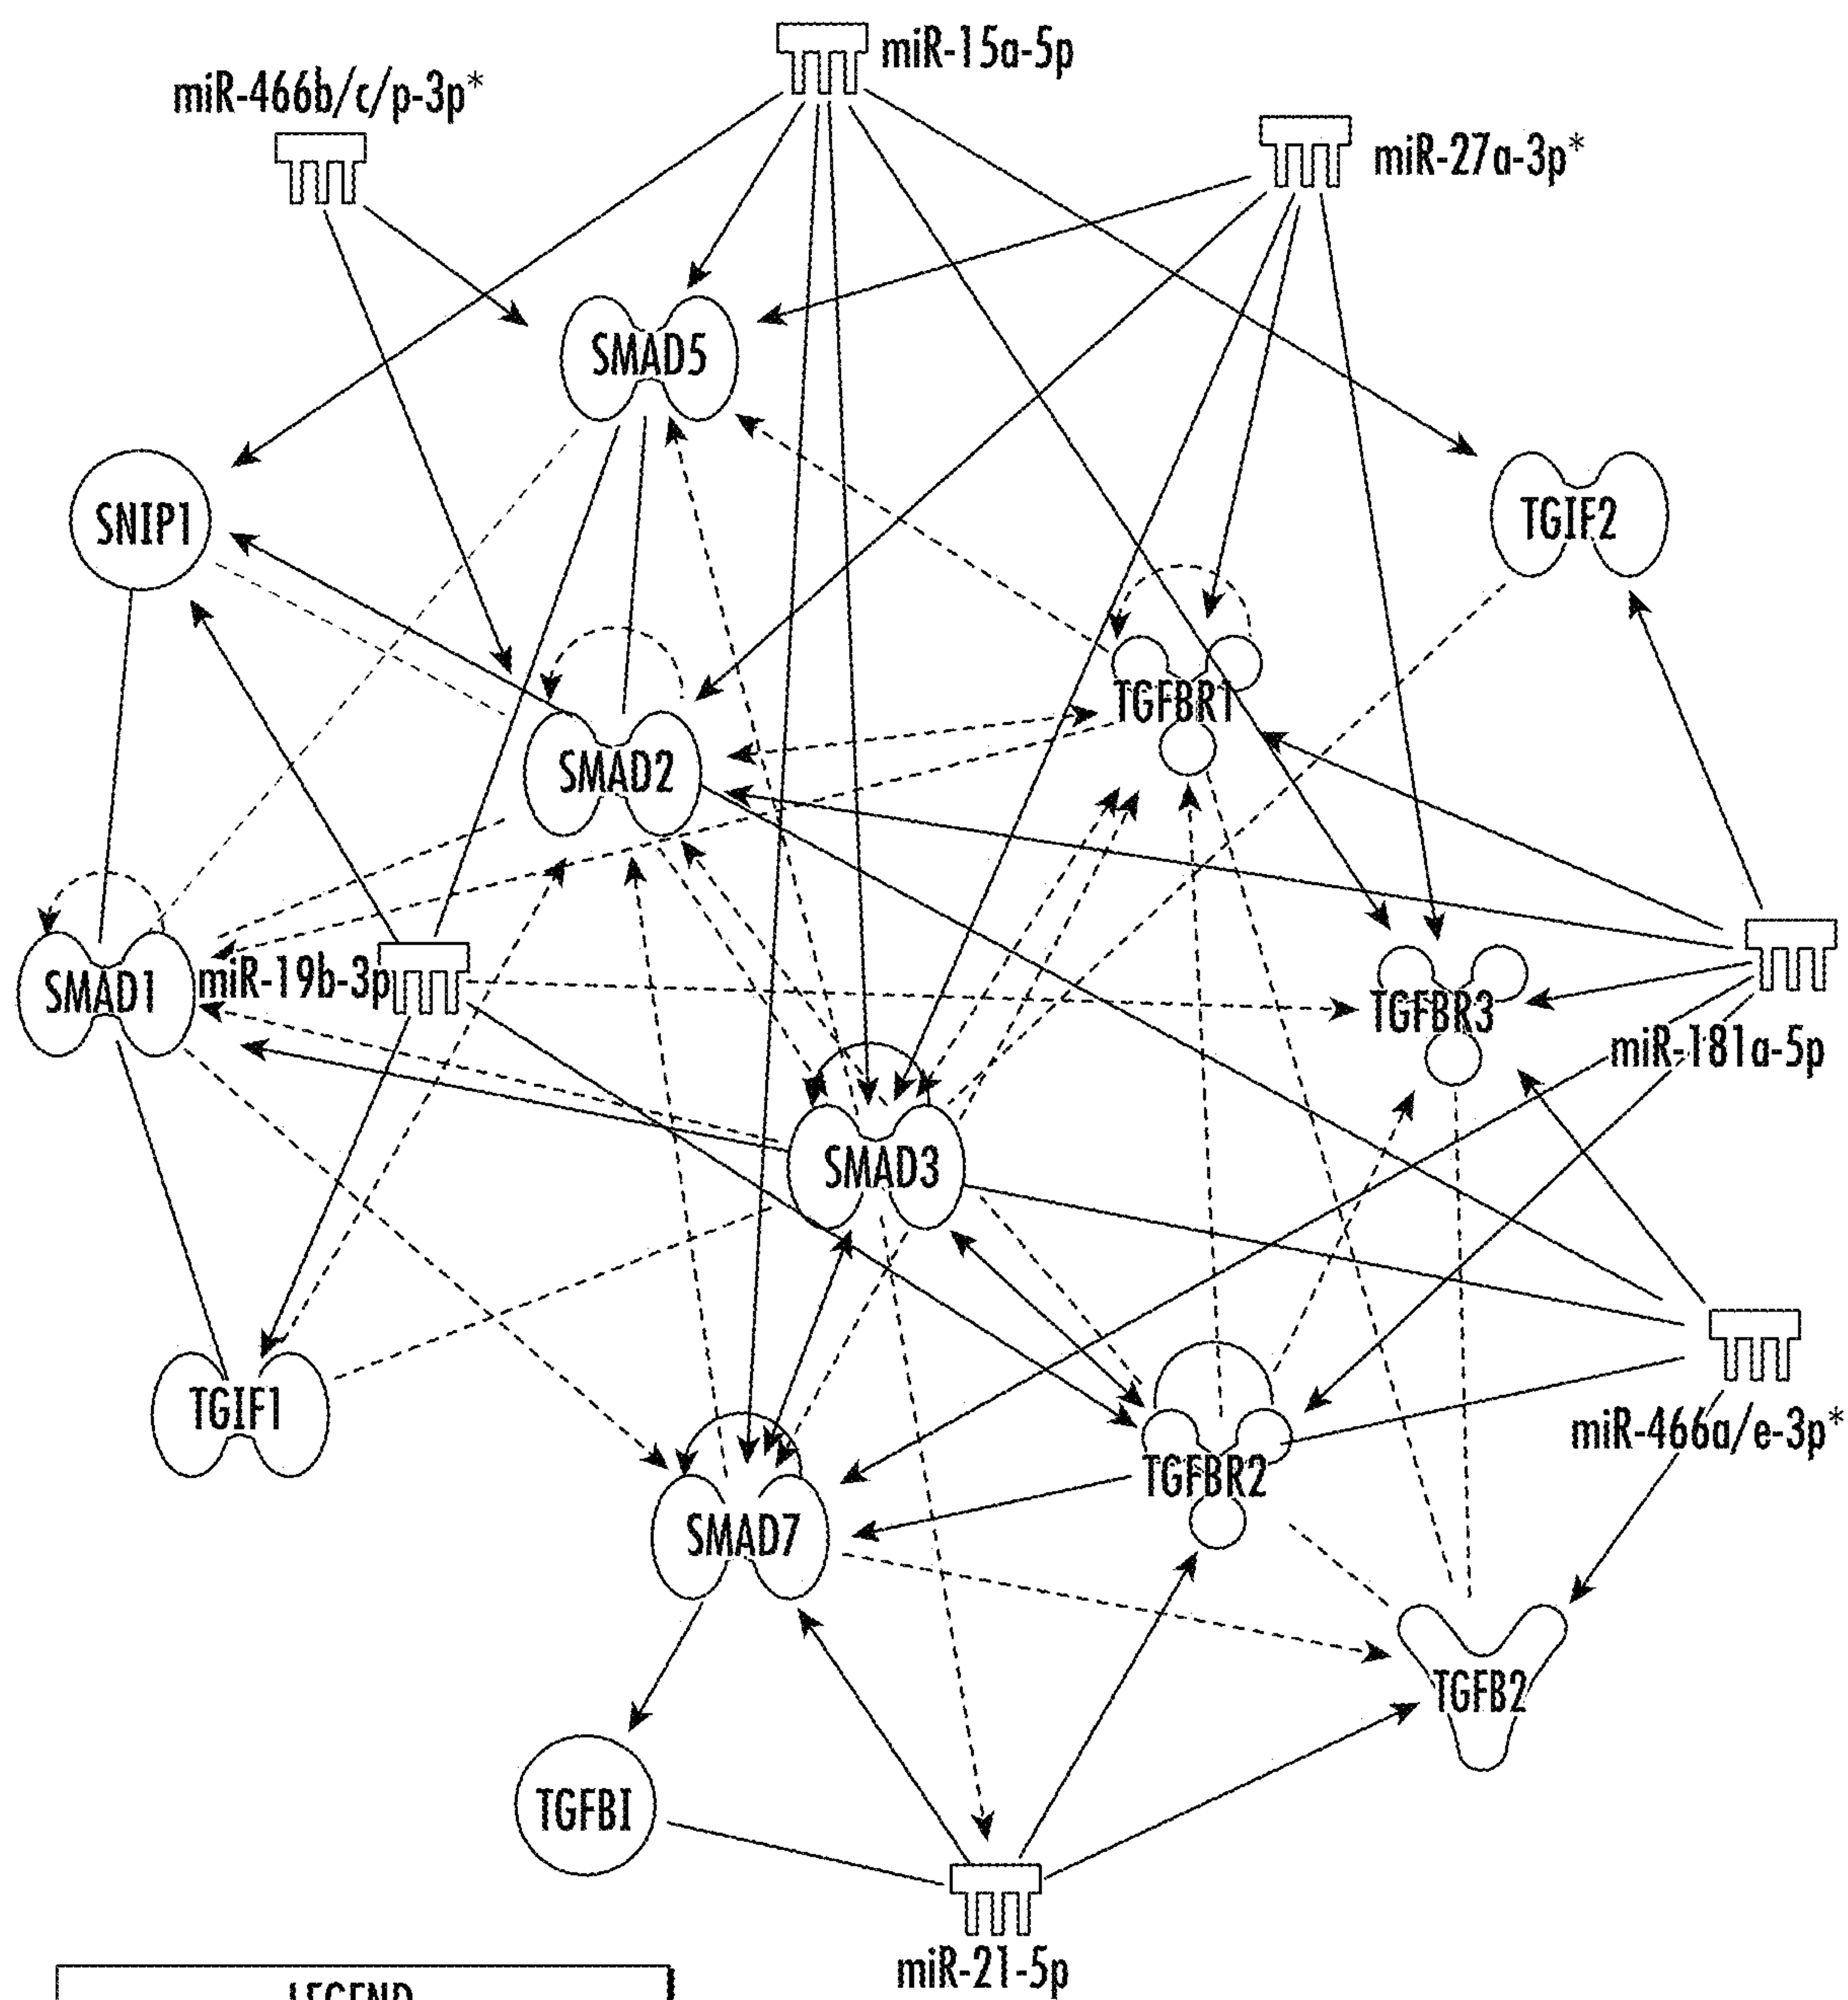 miR-15a-5p
miR-466b/c/p-3p*
miR-27a-3p*
SMAD5
SNIP1
TGIF2
TGFBR1
SMAD2
SMAD1
miR-19b-3p
TGFBR3
miR-181a-5p
SMAD3
TGIF1
miR-466a/e-3p*
TGFBR2
SMAD7
TGFB2
TGFBI
miR-21-5p
LEGEND